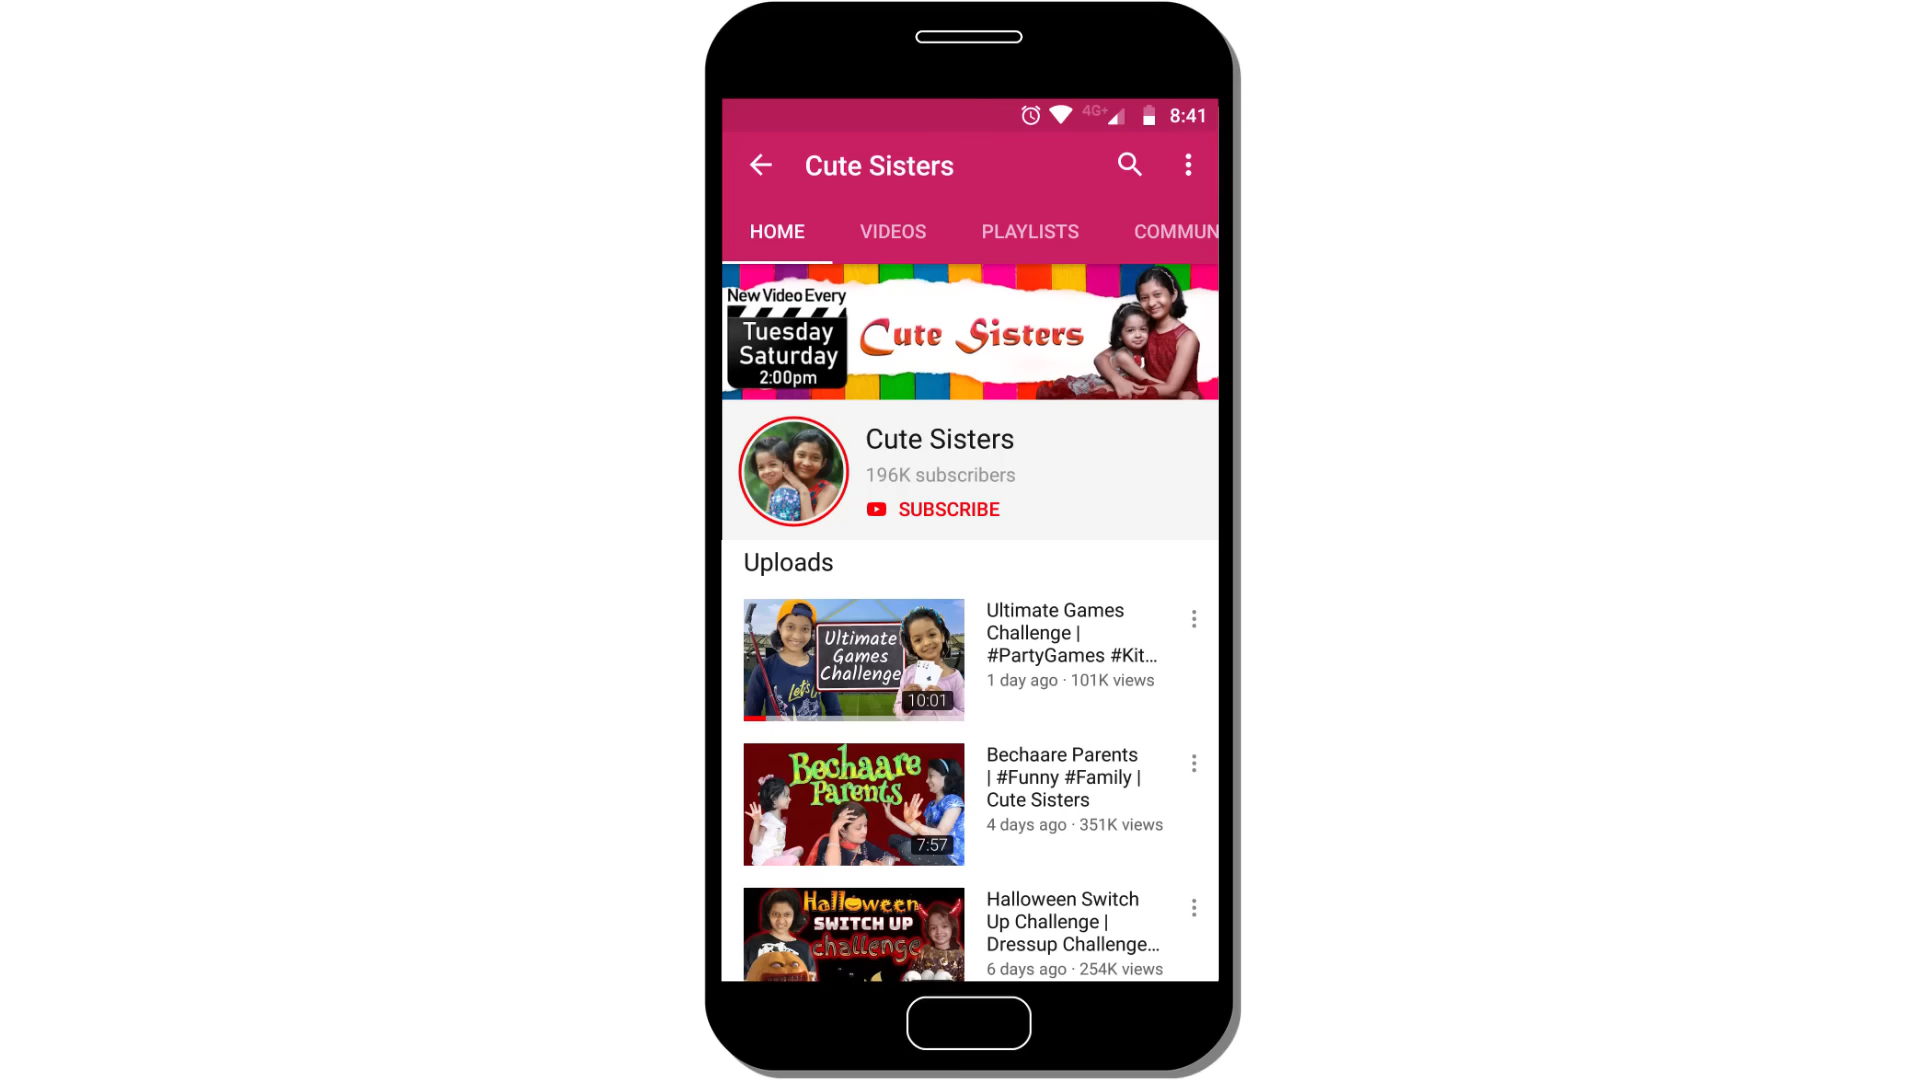 4G+ 8:41
Cute Sisters
HOME VIDEOS PLAYLISTS COMMUN
New Video Every
Tuesday
Saturday
2:00pm
Cute Sisters
Cute Sisters
196K subscribers
SUBSCRIBE
Uploads
Ultimate
Games
Challenge
Let's
10:01
Ultimate Games
Challenge |
#PartyGames #Kit...
1 day ago · 101K views
Bechaare
Parents
7:57
Bechaare Parents
| #Funny #Family |
Cute Sisters
4 days ago · 351K views
Halloween
SWITCH UP
challenge
Halloween Switch
Up Challenge |
Dressup Challenge...
6 days ago · 254K views